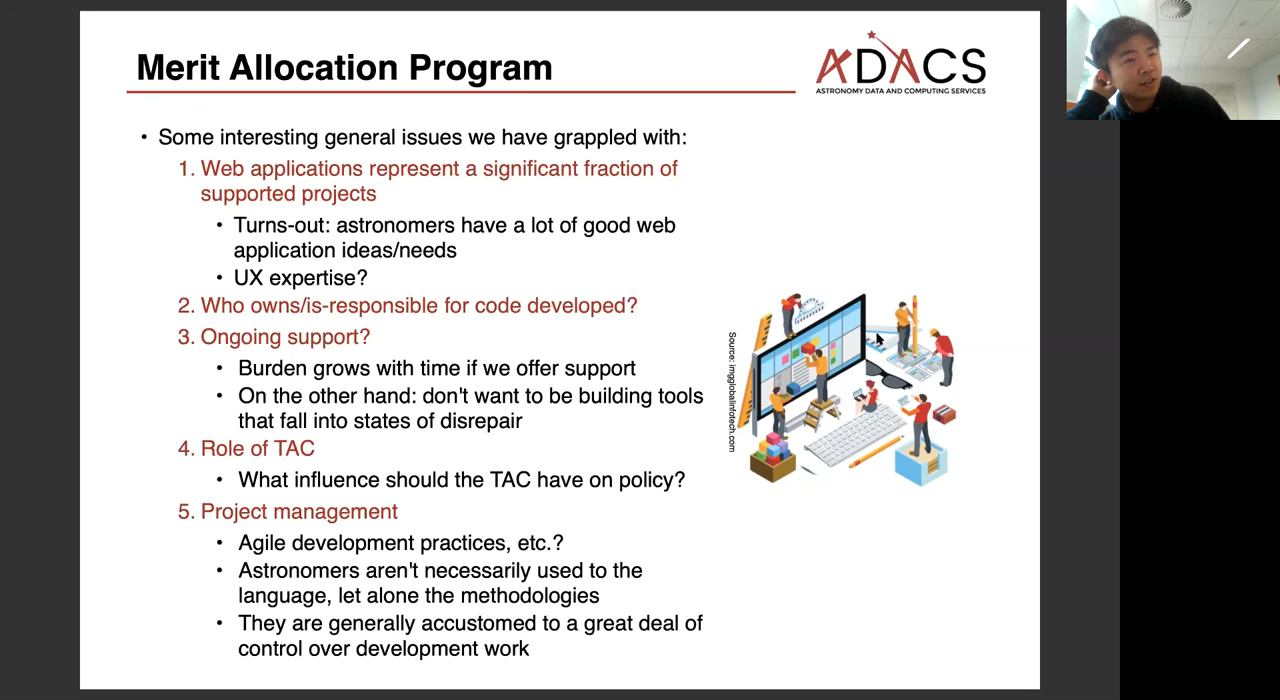 Merit Allocation Program
ADACS
ASTRONOMY DATA AND COMPUTING SERVICES
• Some interesting general issues we have grappled with:
1. Web applications represent a significant fraction of
supported projects
• Turns-out: astronomers have a lot of good web
application ideas/needs
• UX expertise?
2. Who owns/is-responsible for code developed?
3. Ongoing support?
• Burden grows with time if we offer support
• On the other hand: don't want to be building tools
that fall into states of disrepair
4. Role of TAC
• What influence should the TAC have on policy?
5. Project management
• Agile development practices, etc.?
• Astronomers aren't necessarily used to the
language, let alone the methodologies
• They are generally accustomed to a great deal of
control over development work
Source: imgglobalinfotech.com